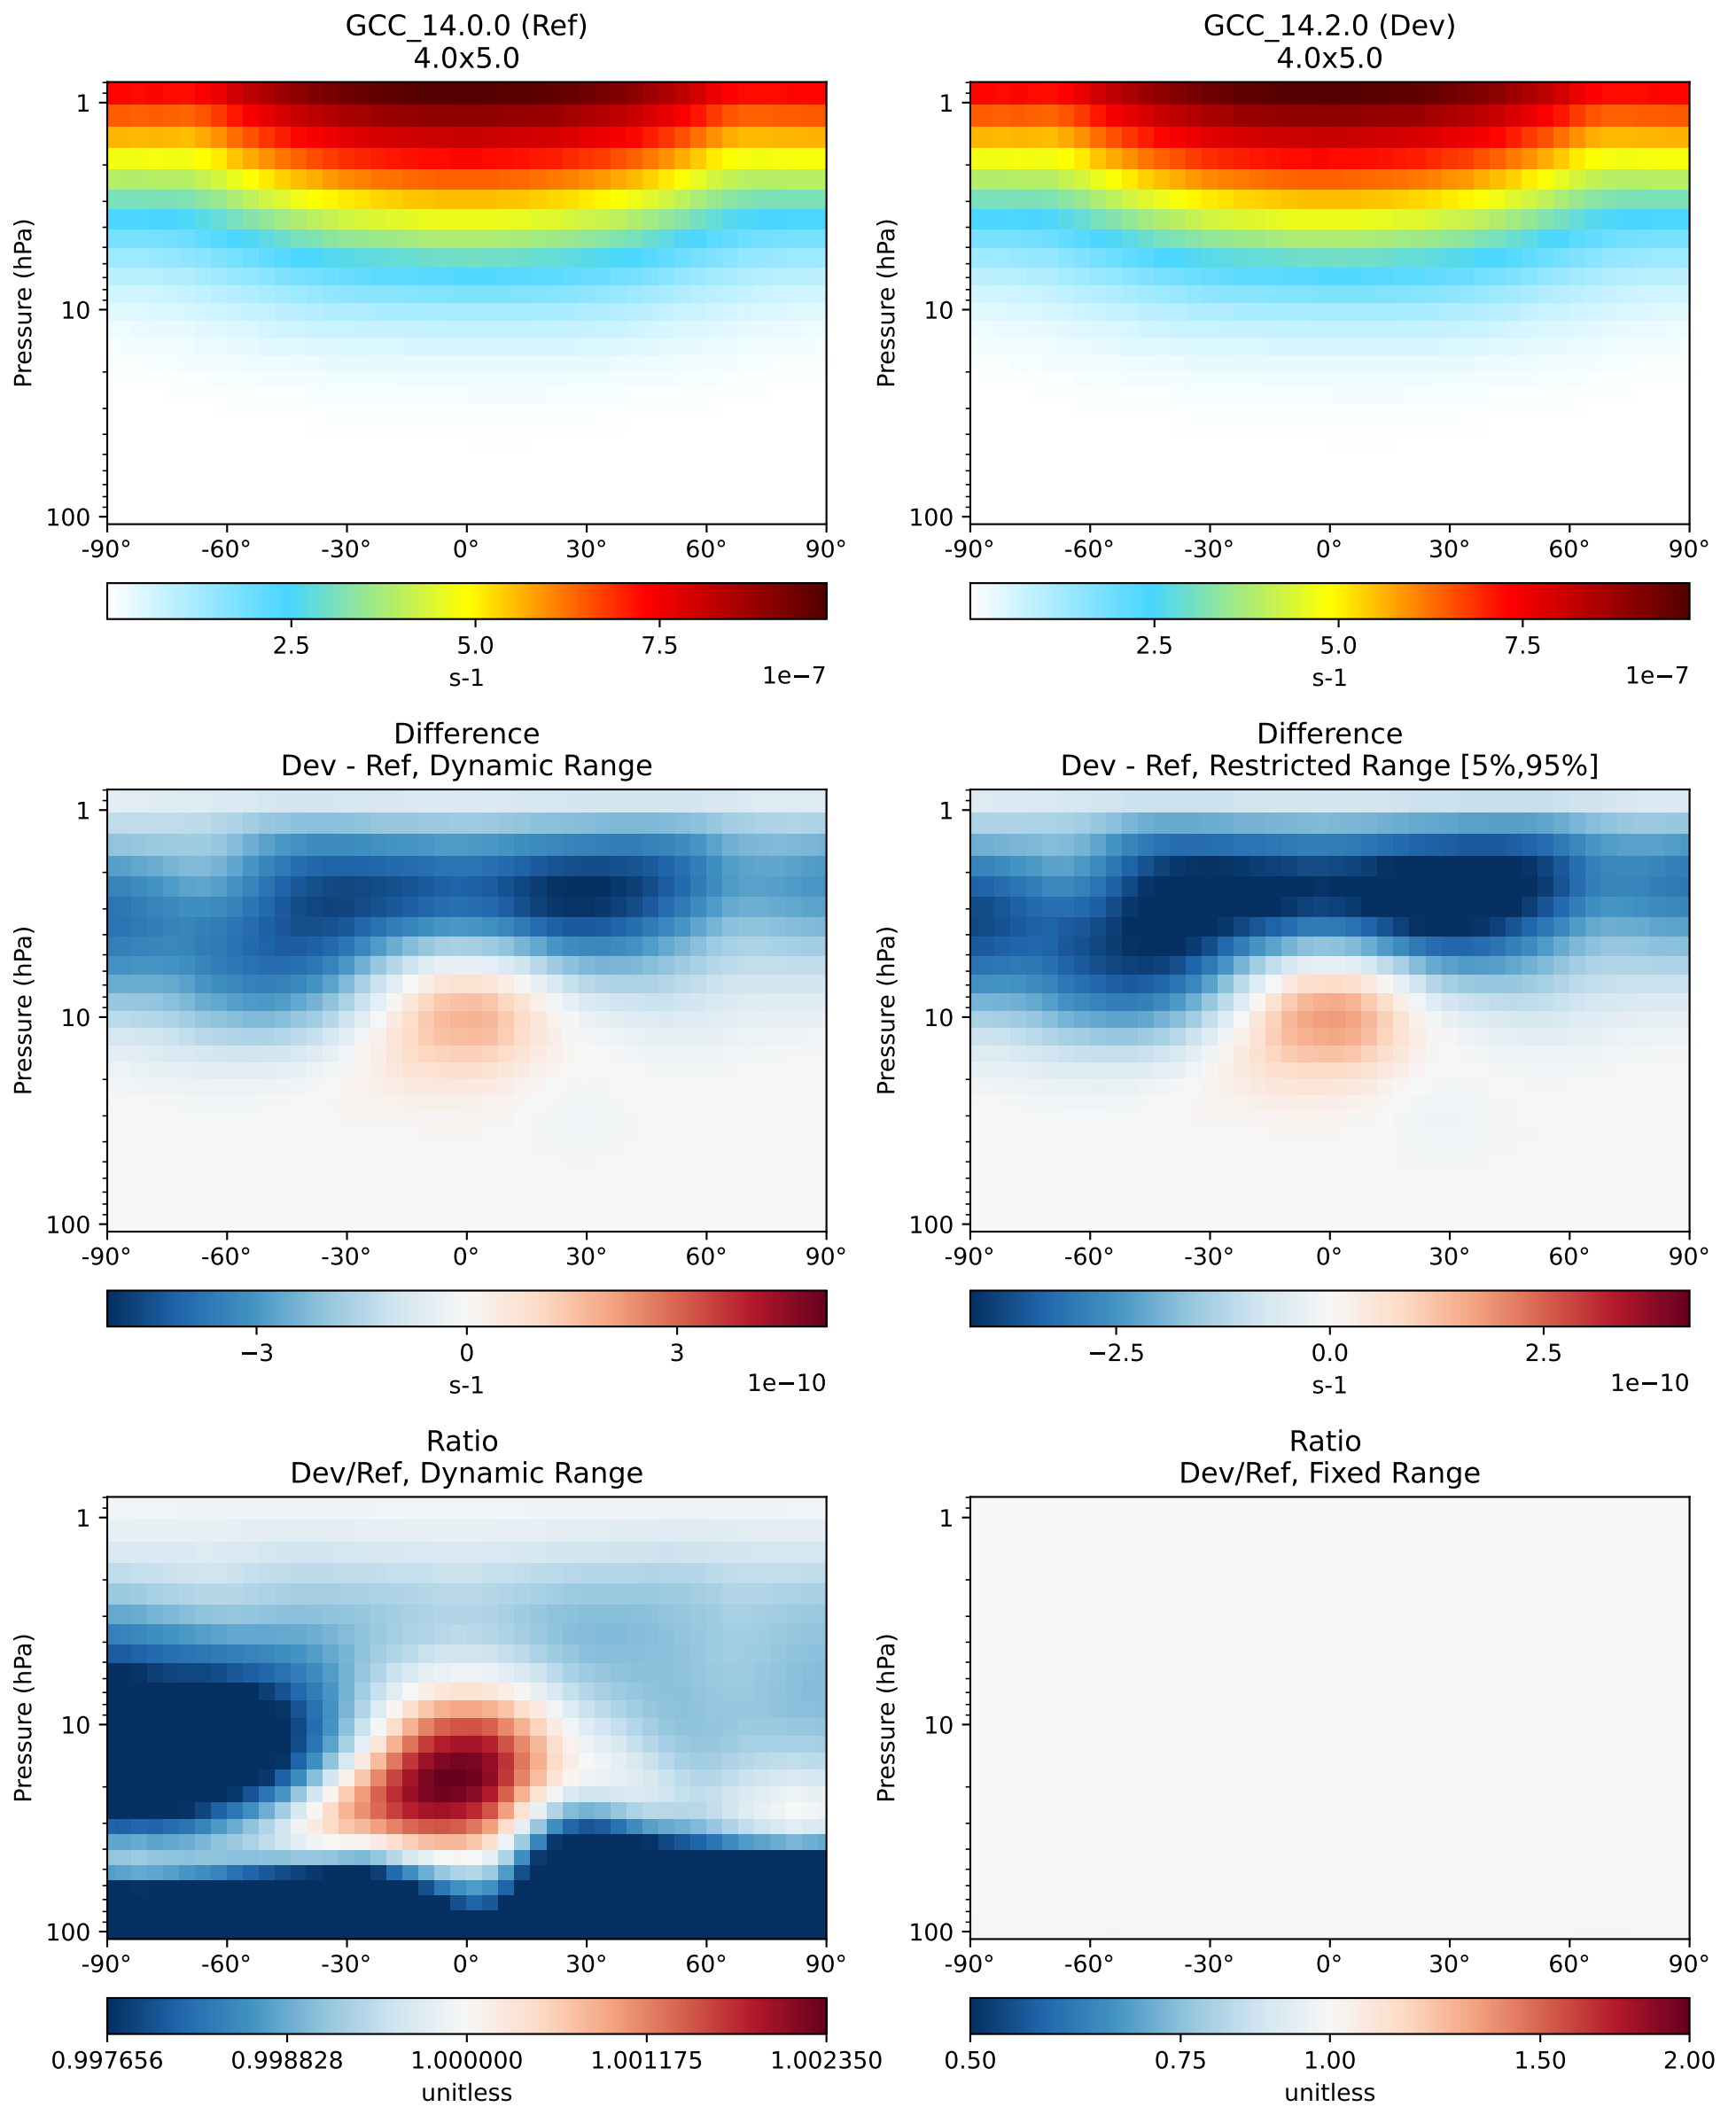 GCC_14.0.0 (Ref)
4.0x5.0
Pressure (hPa)
1
10
100
-90° -60° -30° 0° 30° 60° 90°
2.5 5.0 7.5
s-1
1e−7
GCC_14.2.0 (Dev)
4.0x5.0
Pressure (hPa)
1
10
100
-90° -60° -30° 0° 30° 60° 90°
2.5 5.0 7.5
s-1
1e−7
Difference
Dev - Ref, Dynamic Range
Pressure (hPa)
1
10
100
-90° -60° -30° 0° 30° 60° 90°
−3 0 3
s-1
1e−10
Difference
Dev - Ref, Restricted Range [5%,95%]
Pressure (hPa)
1
10
100
-90° -60° -30° 0° 30° 60° 90°
−2.5 0.0 2.5
s-1
1e−10
Ratio
Dev/Ref, Dynamic Range
Pressure (hPa)
1
10
100
-90° -60° -30° 0° 30° 60° 90°
0.997656 0.998828 1.000000 1.001175 1.002350
unitless
Ratio
Dev/Ref, Fixed Range
Pressure (hPa)
1
10
100
-90° -60° -30° 0° 30° 60° 90°
0.50 0.75 1.00 1.50 2.00
unitless